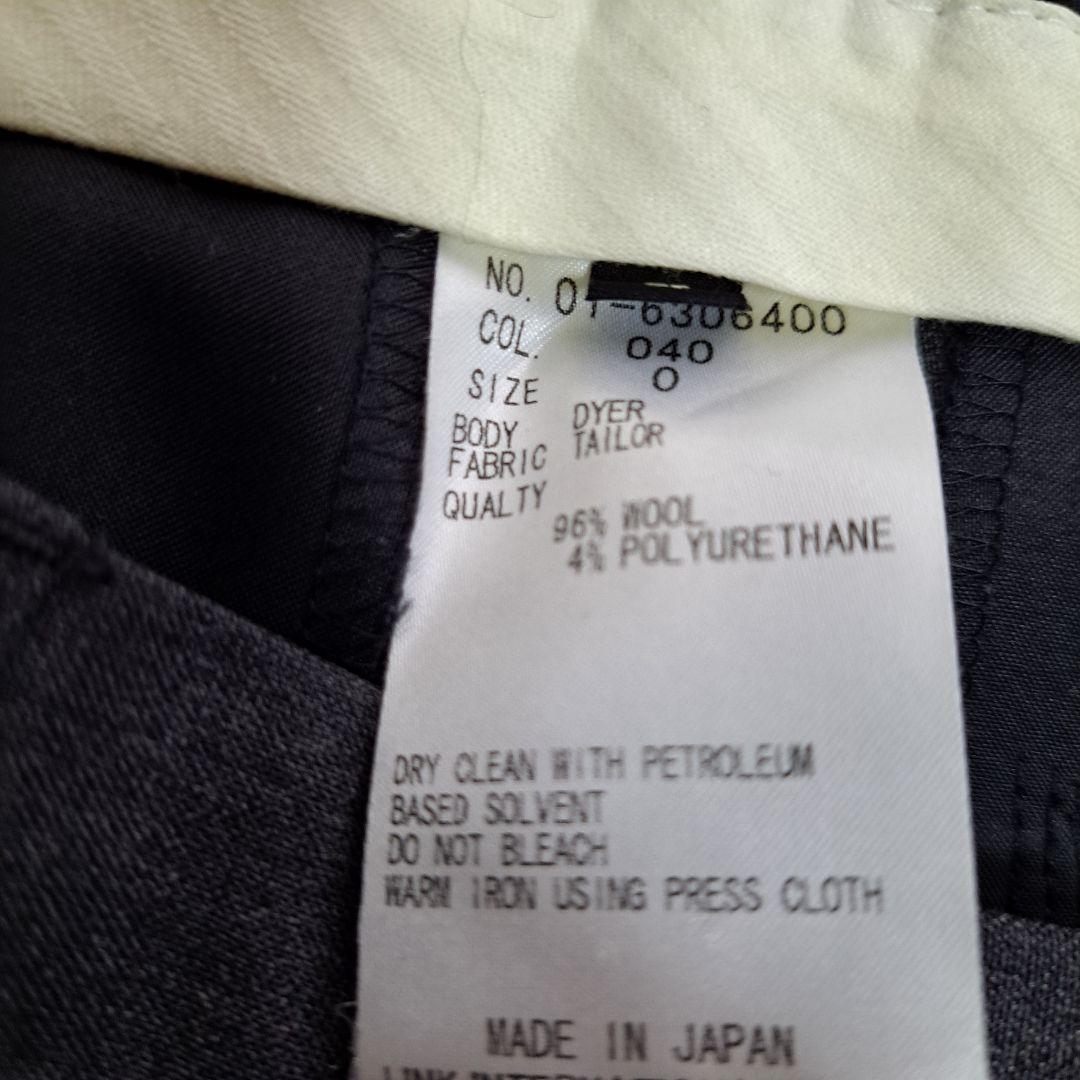 NO. 01-6306400
COL. 040
SIZE 0
BODY DYER
FABRIC TAILOR
QUALTY
96% WOOL
4% POLYURETHANE
DRY CLEAN WITH PETROLEUM
BASED SOLVENT
DO NOT BLEACH
WARM IRON USING PRESS CLOTH
MADE IN JAPAN